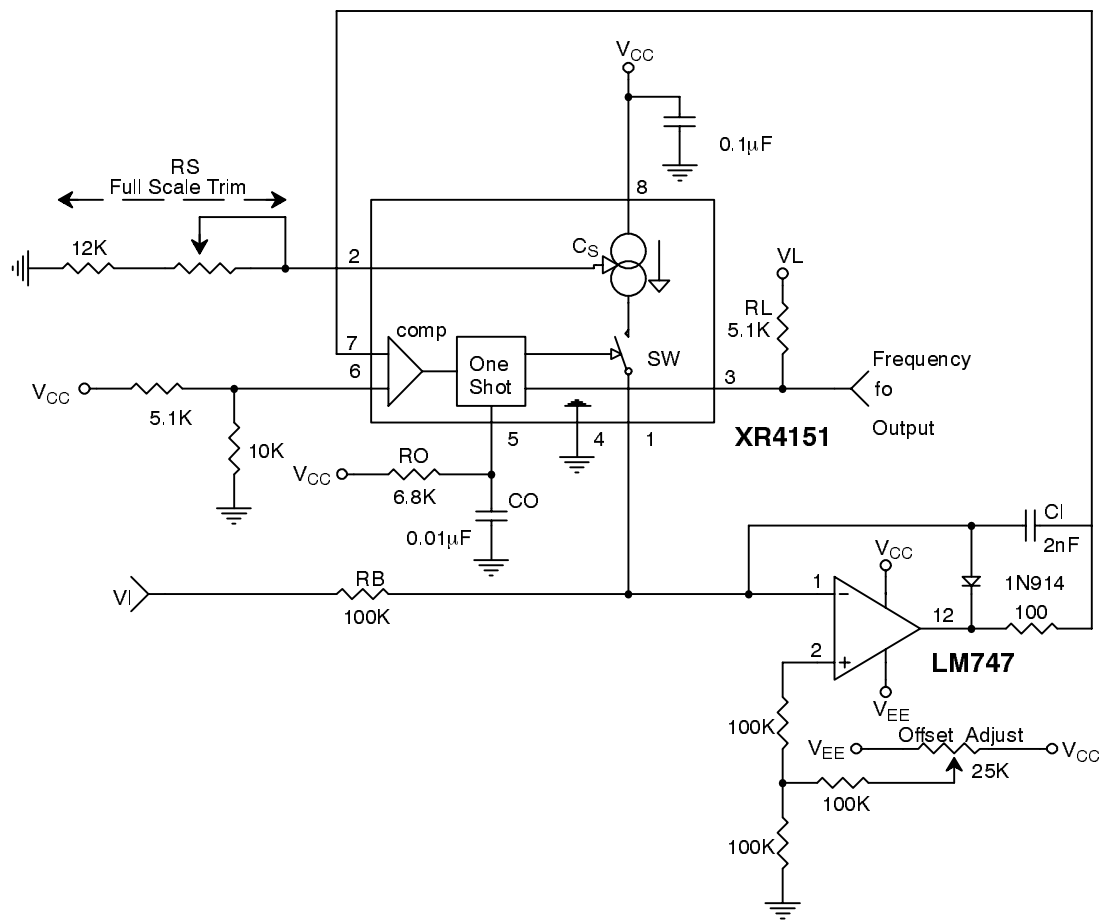 VCC
0.1µF
RS
Full Scale Trim
12K
8
2
CS
VL
RL
5.1K
comp
7
6
One
Shot
SW
3
Frequency
fo
Output
VCC
5.1K
10K
5
4
1
XR4151
VCC
RO
6.8K
CO
0.01µF
CI
2nF
VI
RB
100K
VCC
1
1N914
12
100
2
LM747
VEE
100K
Offset Adjust
VEE
VCC
25K
100K
100K